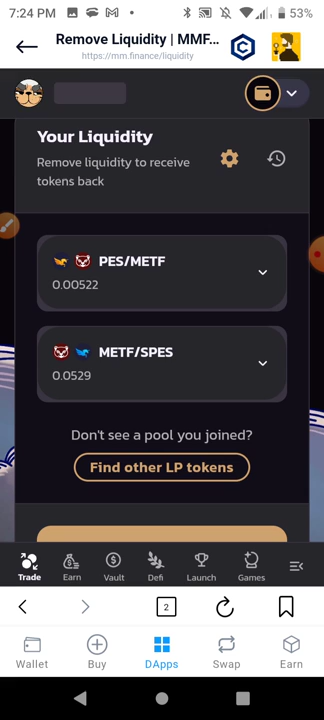 7:24 PM
53%
Remove Liquidity | MMF...
https://mm.finance/liquidity
Your Liquidity
Remove liquidity to receive
tokens back
PES/METF
0.00522
METF/SPES
0.0529
Don't see a pool you joined?
Find other LP tokens
Trade
Earn
Vault
Defi
Launch
Games
2
Wallet
Buy
DApps
Swap
Earn